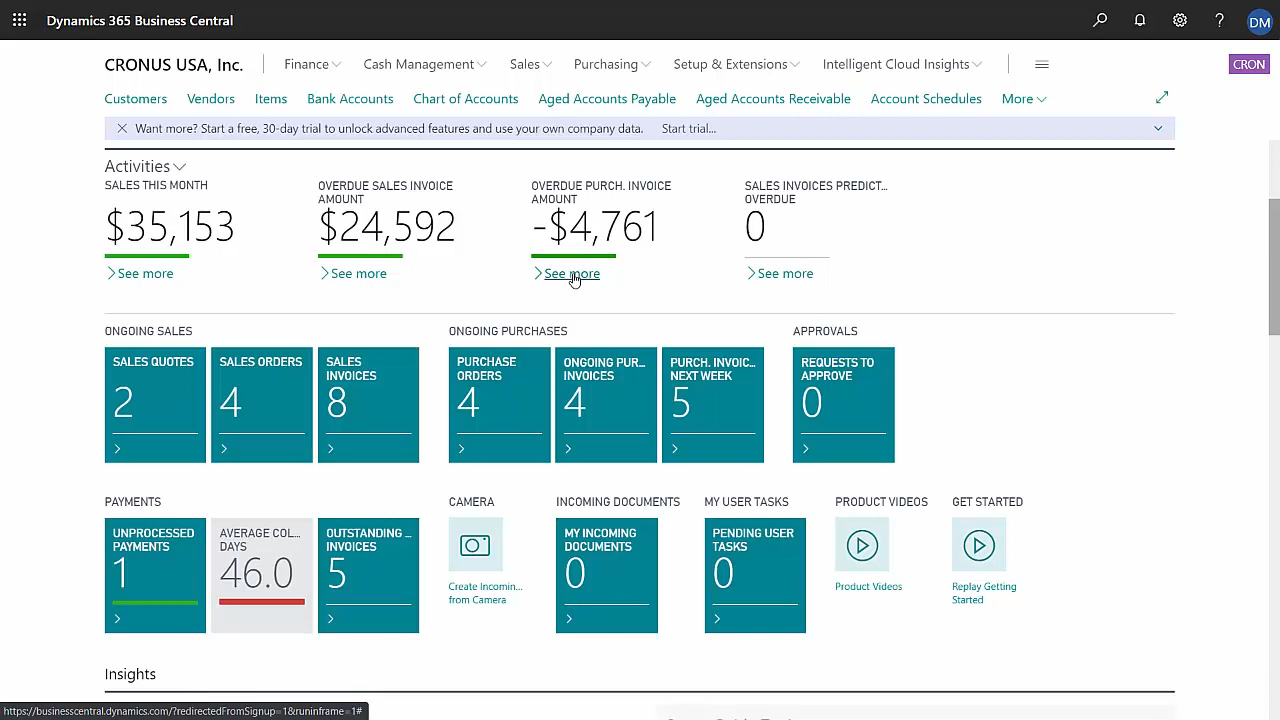 Dynamics 365 Business Central
DM
CRONUS USA, Inc.
Finance
Cash Management
Sales
Purchasing
Setup & Extensions
Intelligent Cloud Insights
CRON
Customers
Vendors
Items
Bank Accounts
Chart of Accounts
Aged Accounts Payable
Aged Accounts Receivable
Account Schedules
More
Want more? Start a free, 30-day trial to unlock advanced features and use your own company data.
Start trial...
Activities
SALES THIS MONTH
$35,153
See more
OVERDUE SALES INVOICE
AMOUNT
$24,592
See more
OVERDUE PURCH. INVOICE
AMOUNT
-$4,761
See more
SALES INVOICES PREDICT...
OVERDUE
0
See more
ONGOING SALES
SALES QUOTES
2
SALES ORDERS
4
SALES
INVOICES
8
ONGOING PURCHASES
PURCHASE
ORDERS
4
ONGOING PUR...
INVOICES
4
PURCH. INVOIC...
NEXT WEEK
5
APPROVALS
REQUESTS TO
APPROVE
0
PAYMENTS
UNPROCESSED
PAYMENTS
1
AVERAGE COL...
DAYS
46.0
OUTSTANDING ...
INVOICES
5
CAMERA
Create Incomin...
from Camera
INCOMING DOCUMENTS
MY INCOMING
DOCUMENTS
0
MY USER TASKS
PENDING USER
TASKS
0
PRODUCT VIDEOS
Product Videos
GET STARTED
Replay Getting
Started
Insights
https://businesscentral.dynamics.com/?redirectedFromSignup=1&runinframe=1#